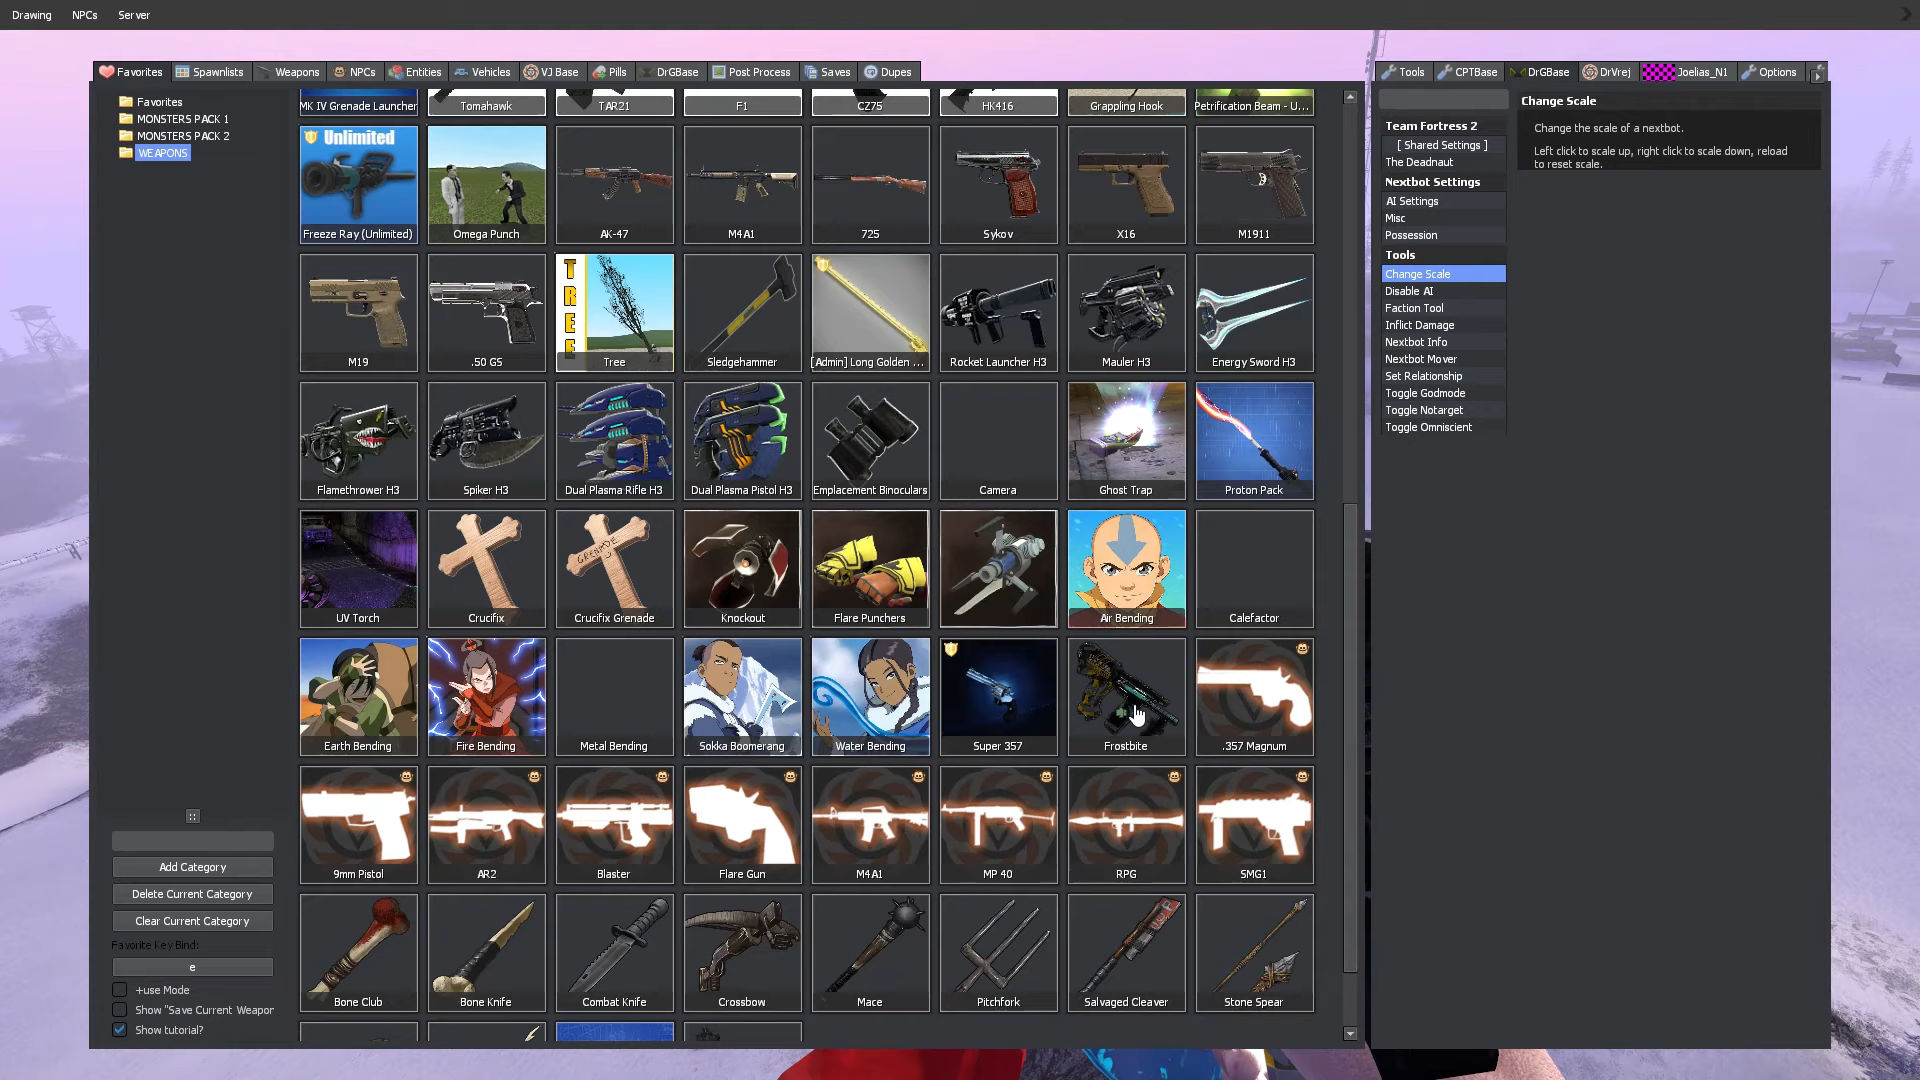 Drawing NPCs Server
Favorites Spawnlists Weapons NPCs Entities Vehicles VJ Base Pills DrGBase Post Process Saves Dupes
Tools CPTBase DrGBase DrVrej Joelias_N1 Options
Favorites
MONSTERS PACK 1
MONSTERS PACK 2
WEAPONS
MK IV Grenade Launcher Tomahawk TAR21 F1 CZ75 HK416 Grappling Hook Petrification Beam - U...
Unlimited
Freeze Ray (Unlimited) Omega Punch AK-47 M4A1 725 Sykov X16 M1911
TREE
M19 .50 GS Tree Sledgehammer [Admin] Long Golden ... Rocket Launcher H3 Mauler H3 Energy Sword H3
Flamethrower H3 Spiker H3 Dual Plasma Rifle H3 Dual Plasma Pistol H3 Emplacement Binoculars Camera Ghost Trap Proton Pack
GRENADE
UV Torch Crucifix Crucifix Grenade Knockout Flare Punchers Air Bending Calefactor
Earth Bending Fire Bending Metal Bending Sokka Boomerang Water Bending Super 357 Frostbite .357 Magnum
9mm Pistol AR2 Blaster Flare Gun M4A1 MP 40 RPG SMG1
Bone Club Bone Knife Combat Knife Crossbow Mace Pitchfork Salvaged Cleaver Stone Spear
Add Category
Delete Current Category
Clear Current Category
Favorite Key Bind:
e
+use Mode
Show "Save Current Weapon
Show tutorial?
Team Fortress 2
[ Shared Settings ]
The Deadnaut
Nextbot Settings
AI Settings
Misc
Possession
Tools
Change Scale
Disable AI
Faction Tool
Inflict Damage
Nextbot Info
Nextbot Mover
Set Relationship
Toggle Godmode
Toggle Notarget
Toggle Omniscient
Change Scale
Change the scale of a nextbot.
Left click to scale up, right click to scale down, reload
to reset scale.